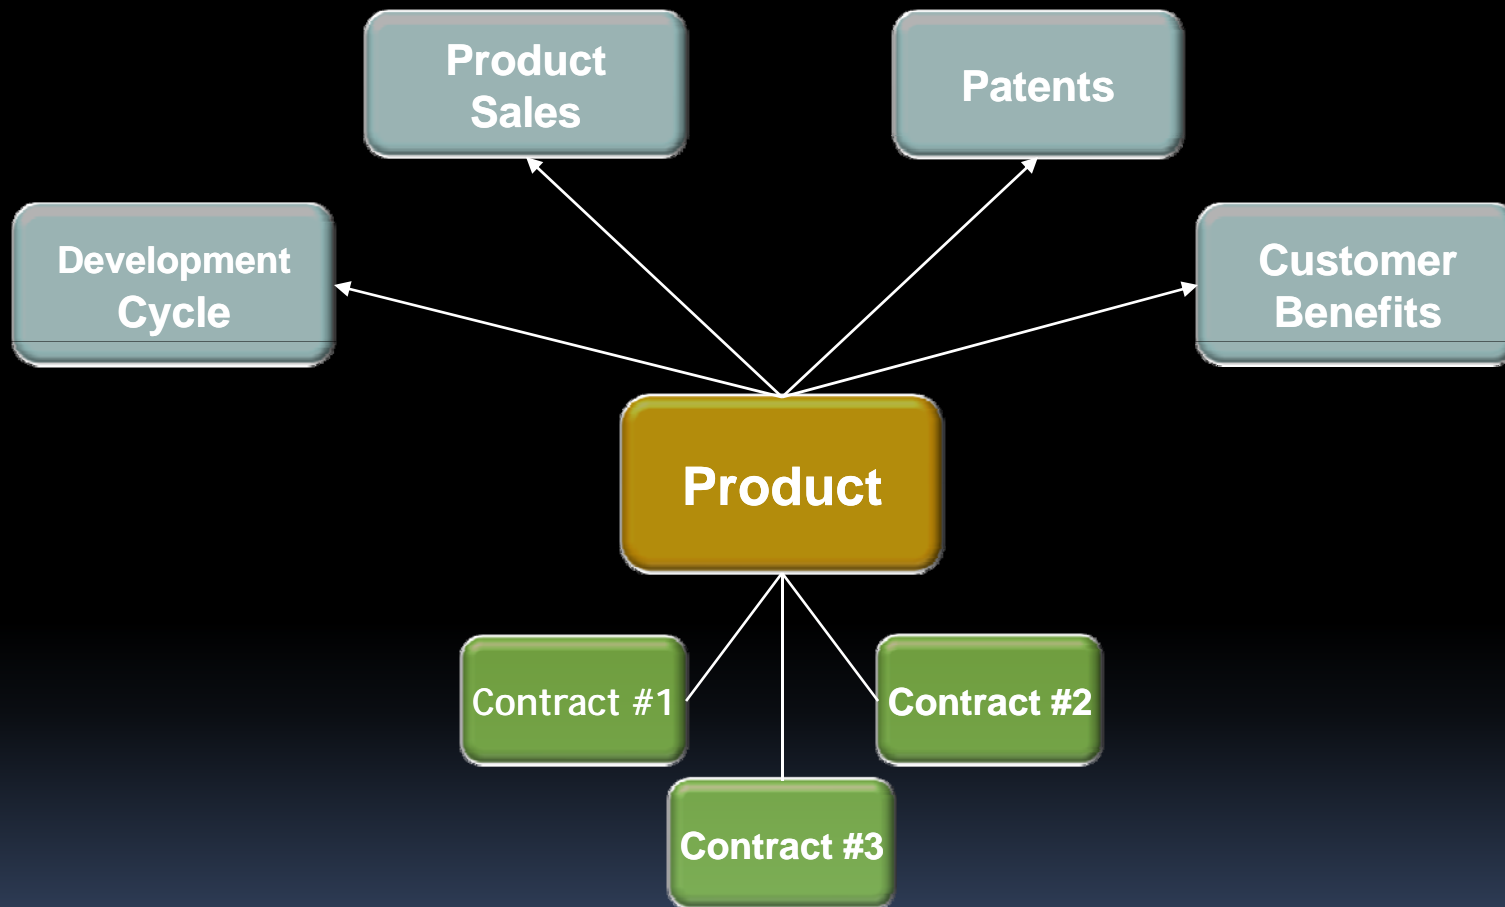 Product
Sales
Patents
Development
Cycle
Customer
Benefits
Product
Contract #1
Contract #2
Contract #3